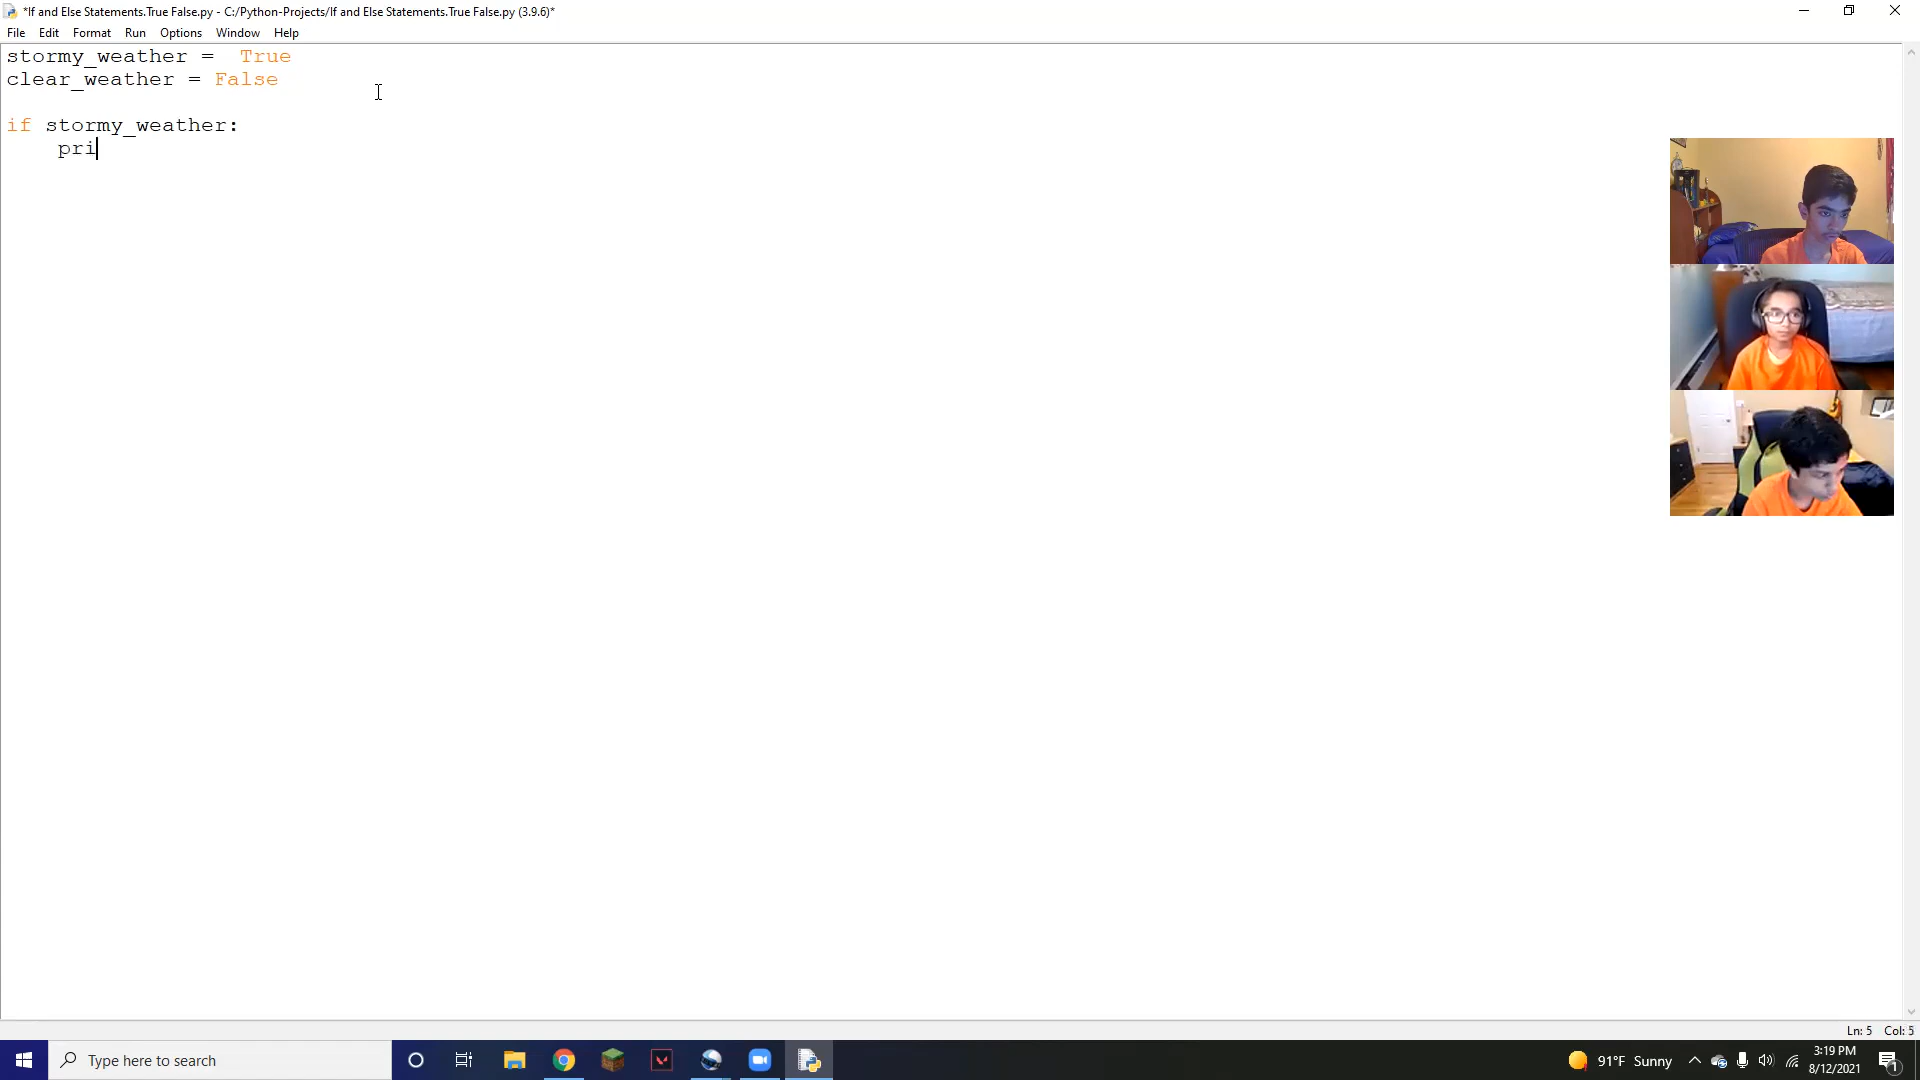 *If and Else Statements.True False.py - C:/Python-Projects/If and Else Statements.True False.py (3.9.6)*
File Edit Format Run Options Window Help
stormy_weather =  True
clear_weather = False
if stormy_weather:
    pri
Ln: 5 Col: 5
Type here to search
91°F Sunny
3:19 PM
8/12/2021
1